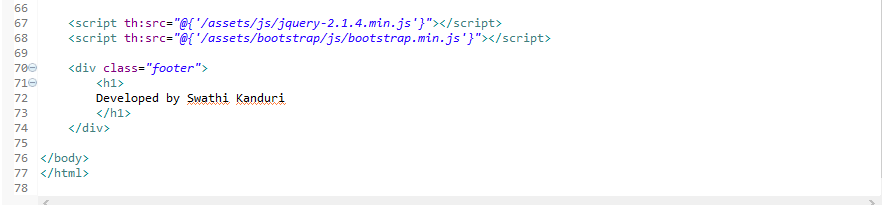 66
67 <script th:src="@{'/assets/js/jquery-2.1.4.min.js'}"></script>
68 <script th:src="@{'/assets/bootstrap/js/bootstrap.min.js'}"></script>
69
70 <div class="footer">
71 <h1>
72 Developed by Swathi Kanduri
73 </h1>
74 </div>
75
76 </body>
77 </html>
78